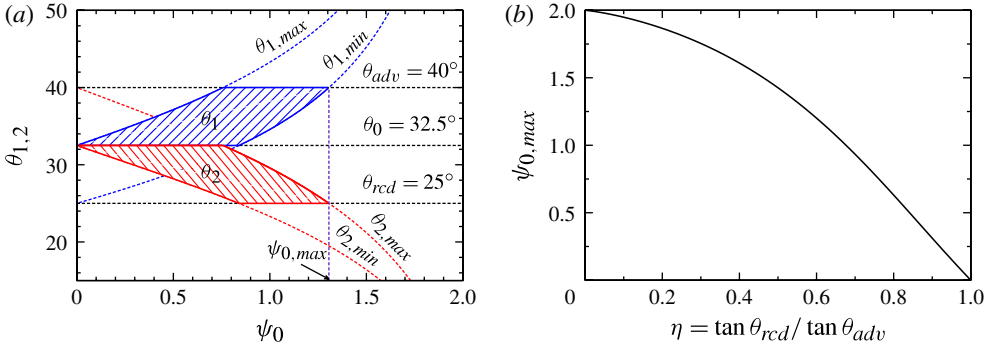 (a)
50
40
30
20
θ1,2
0
0.5
1.0
1.5
2.0
ψ0
θ1,max
θ1,min
θadv = 40°
θ1
θ0 = 32.5°
θ2
θrcd = 25°
ψ0,max
θ2,min
θ2,max
(b)
2.0
1.5
1.0
0.5
0
ψ0,max
0.2
0.4
0.6
0.8
1.0
η = tan θrcd / tan θadv